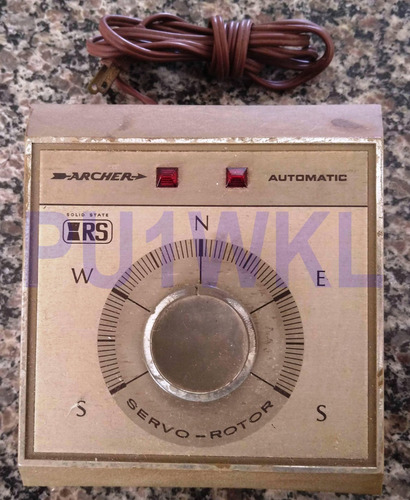 ARCHER
AUTOMATIC
SOLID STATE
RS
PU1WKL
N
W
E
S
S
SERVO-ROTOR